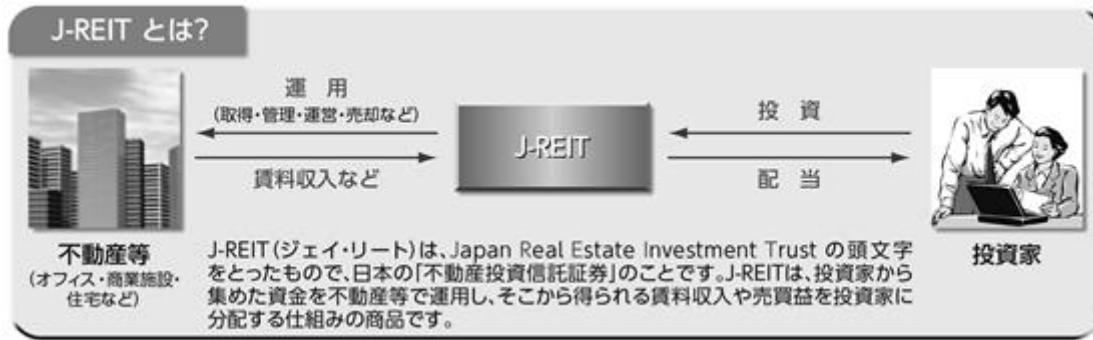 J-REIT とは?
運 用
(取得・管理・運営・売却など)
投 資
J-REIT
賃料収入など
配 当
不動産等
(オフィス・商業施設・
住宅など)
J-REIT(ジェイ・リート)は、Japan Real Estate Investment Trust の頭文字
をとったもので、日本の「不動産投資信託証券」のことです。J-REITは、投資家から
集めた資金を不動産等で運用し、そこから得られる賃料収入や売買益を投資家に
分配する仕組みの商品です。
投資家